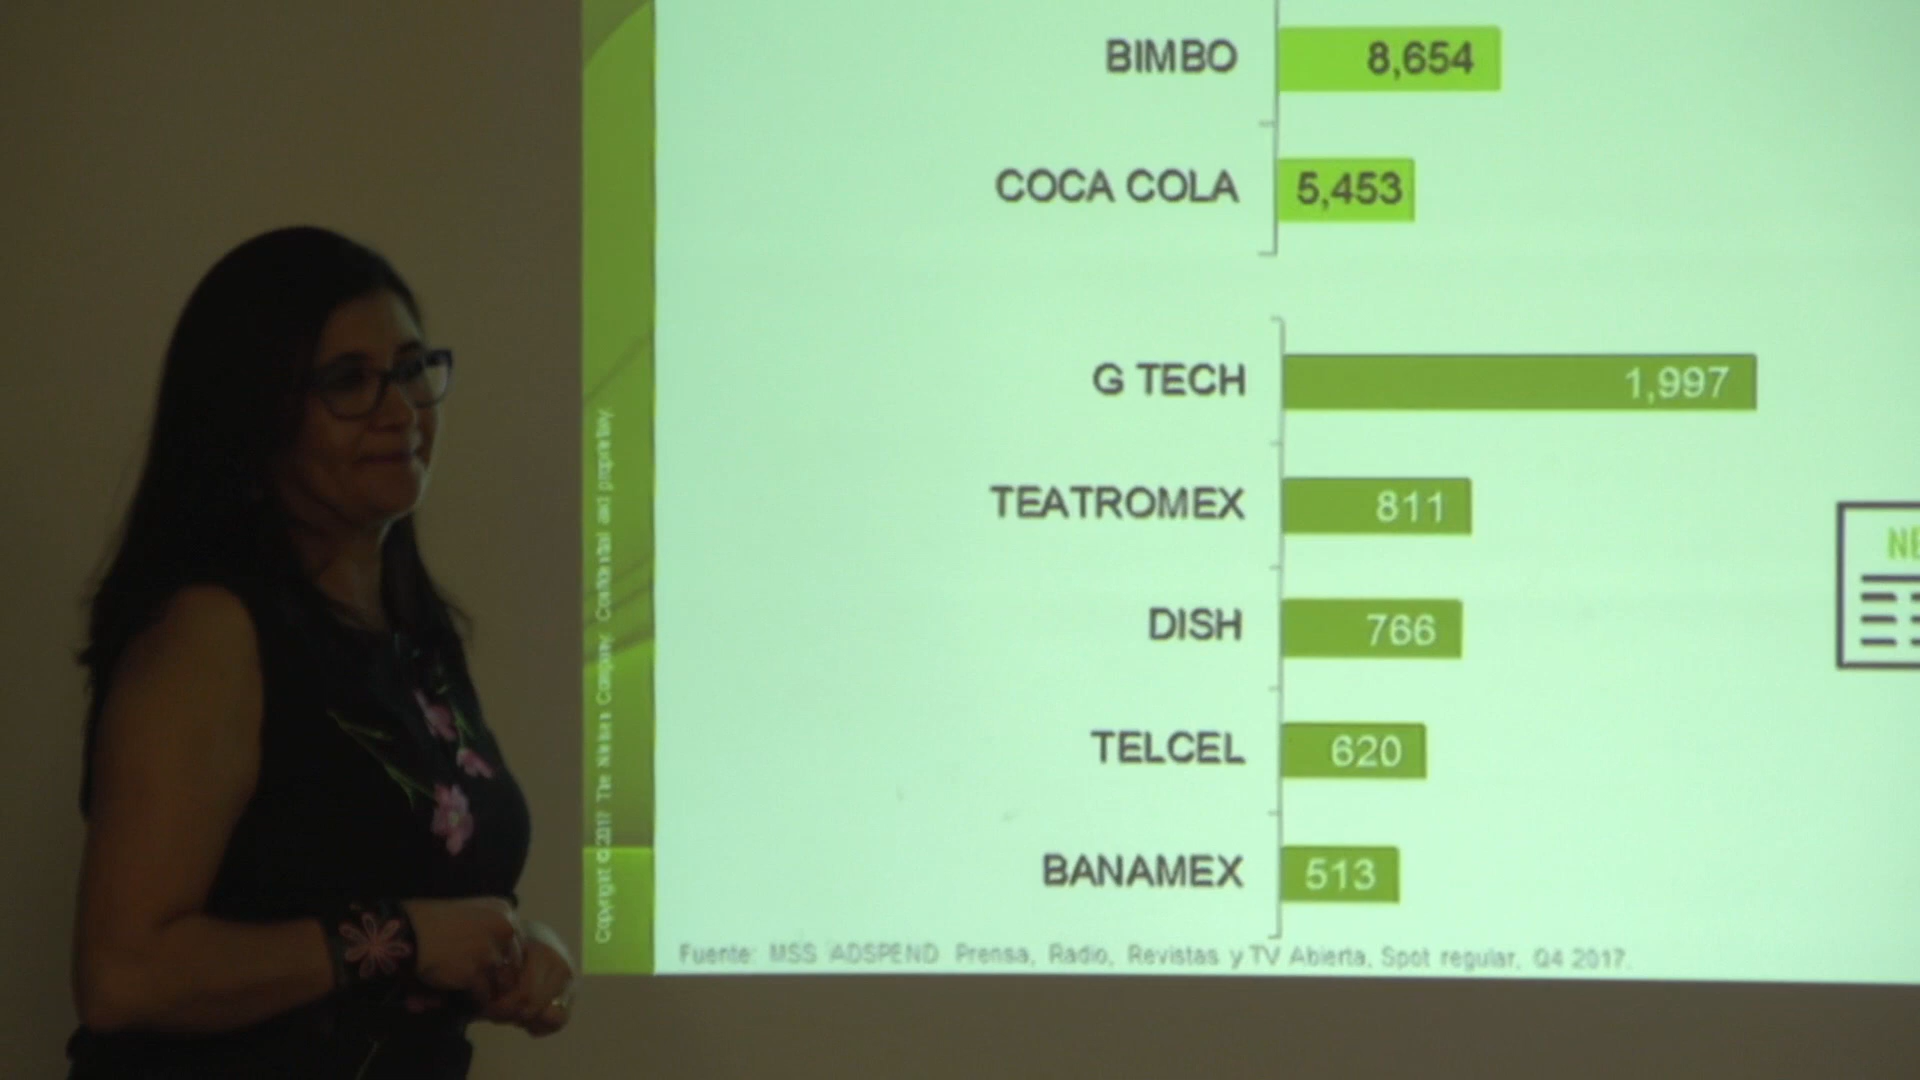 BIMBO 8,654
COCA COLA 5,453
G TECH 1,997
TEATROMEX 811
DISH 766
TELCEL 620
BANAMEX 513
NE
Fuente: MSS ADSPEND Prensa, Radio, Revistas y TV Abierta, Spot regular, Q4 2017.
Copyright ©2017 The Nielsen Company. Confidential and proprietary.